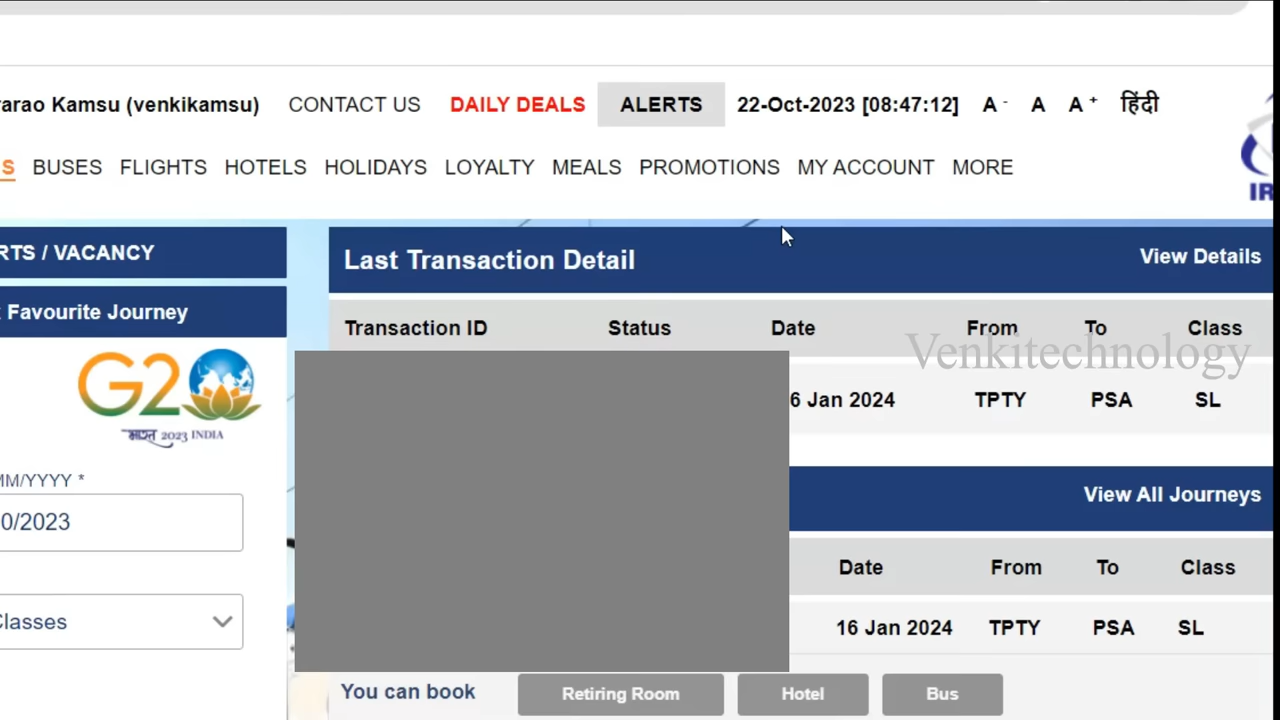 arao Kamsu (venkikamsu) CONTACT US DAILY DEALS ALERTS 22-Oct-2023 [08:47:12] A - A A + हिंदी
S BUSES FLIGHTS HOTELS HOLIDAYS LOYALTY MEALS PROMOTIONS MY ACCOUNT MORE
IR
RTS / VACANCY
Favourite Journey
G20
भारत 2023 INDIA
MM/YYYY *
0/2023
Classes
Last Transaction Detail View Details
Transaction ID Status Date From To Class
Venkitechnology
6 Jan 2024 TPTY PSA SL
View All Journeys
Date From To Class
16 Jan 2024 TPTY PSA SL
You can book Retiring Room Hotel Bus